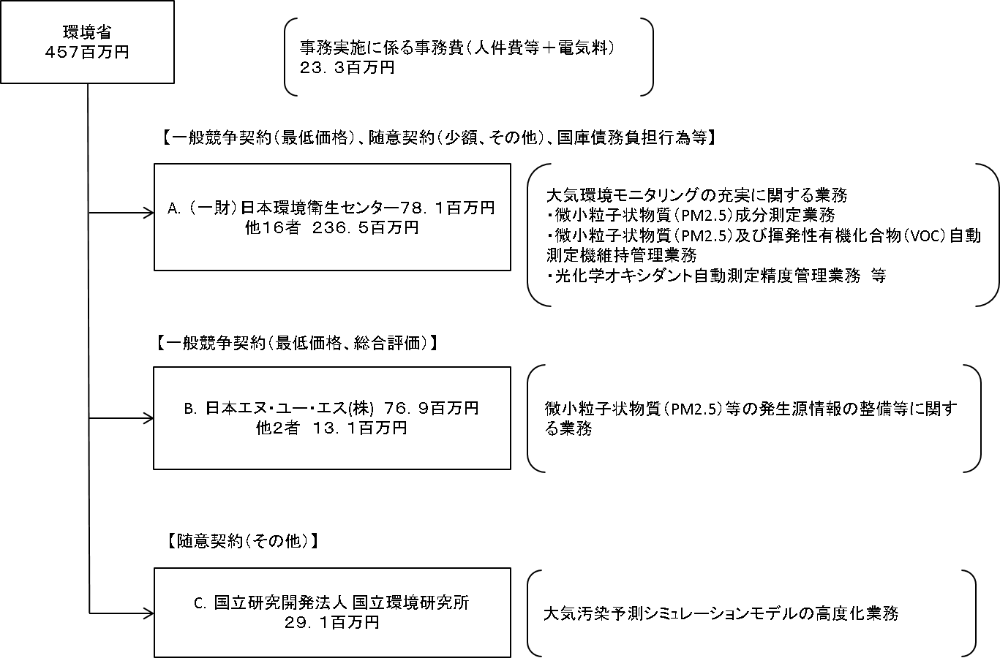 環境省
４５７百万円
事務実施に係る事務費（人件費等＋電気料）
２３．３百万円
【一般競争契約（最低価格）、随意契約（少額、その他）、国庫債務負担行為等】
A．（一財）日本環境衛生センター７８．１百万円
他１６者　２３６．５百万円
大気環境モニタリングの充実に関する業務
・微小粒子状物質（PM2.5）成分測定業務
・微小粒子状物質（PM2.5）及び揮発性有機化合物（VOC）自動
測定機維持管理業務
・光化学オキシダント自動測定精度管理業務　等
【一般競争契約（最低価格、総合評価）】
B．日本エヌ・ユー・エス(株)　７６．９百万円
他２者　１３．１百万円
微小粒子状物質（PM2.5）等の発生源情報の整備等に関す
る業務
【随意契約（その他）】
C．国立研究開発法人 国立環境研究所
２９．１百万円
大気汚染予測シミュレーションモデルの高度化業務